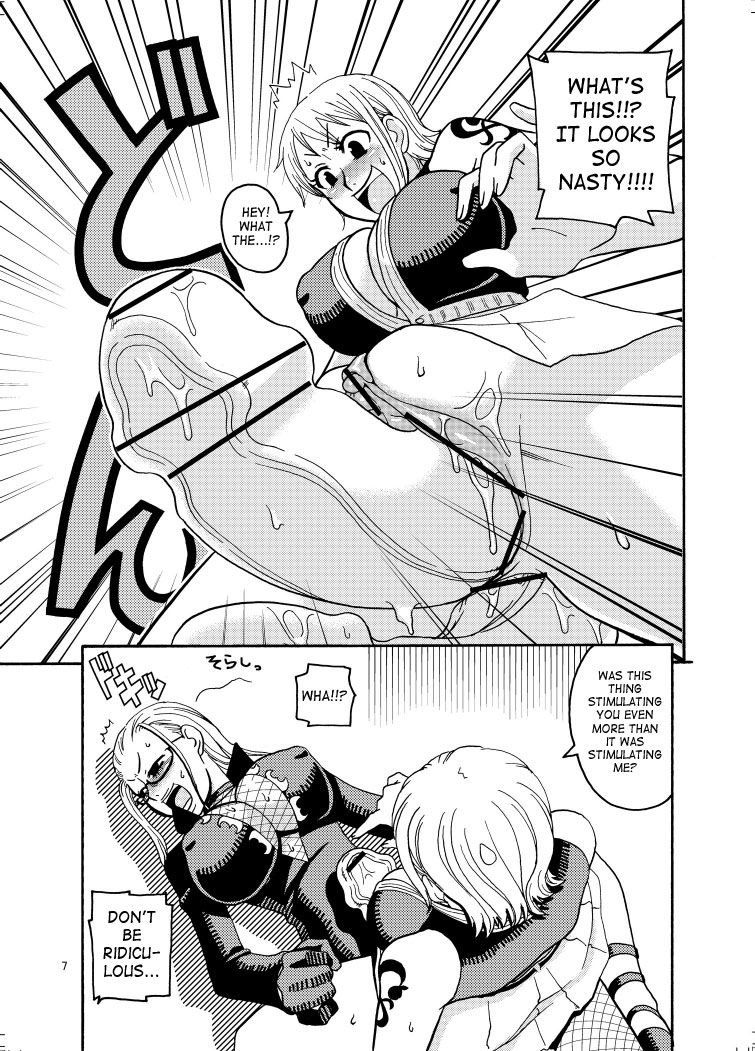 WHAT'S
THIS!!?
IT LOOKS
SO
NASTY!!!!
HEY!
WHAT
THE...!?
どんっ
WAS THIS
THING
STIMULATING
YOU EVEN
MORE THAN
IT WAS
STIMULATING
ME?
WHA!!?
そらしっ
ドキッ
DON'T
BE
RIDICU-
LOUS...
7